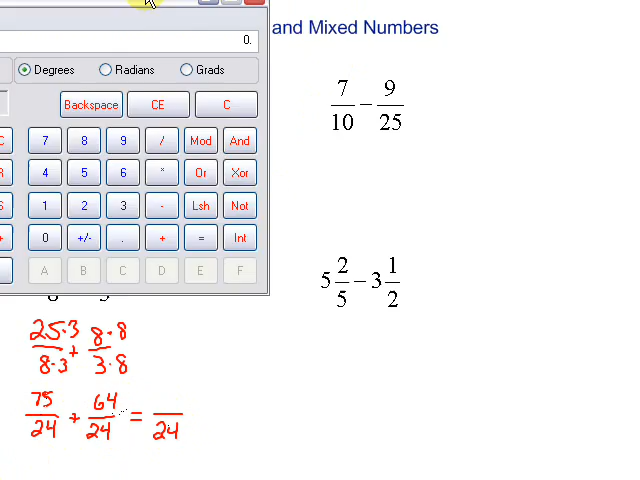 and Mixed Numbers
0.
Degrees Radians Grads
Backspace CE C
7 8 9 / Mod And
4 5 6 * Or Xor
1 2 3 - Lsh Not
0 +/- . + = Int
A B C D E F
7/10 − 9/25
5 2/5 − 3 1/2
25·3/8·3 + 8·8/3·8
75/24 + 64/24 = /24